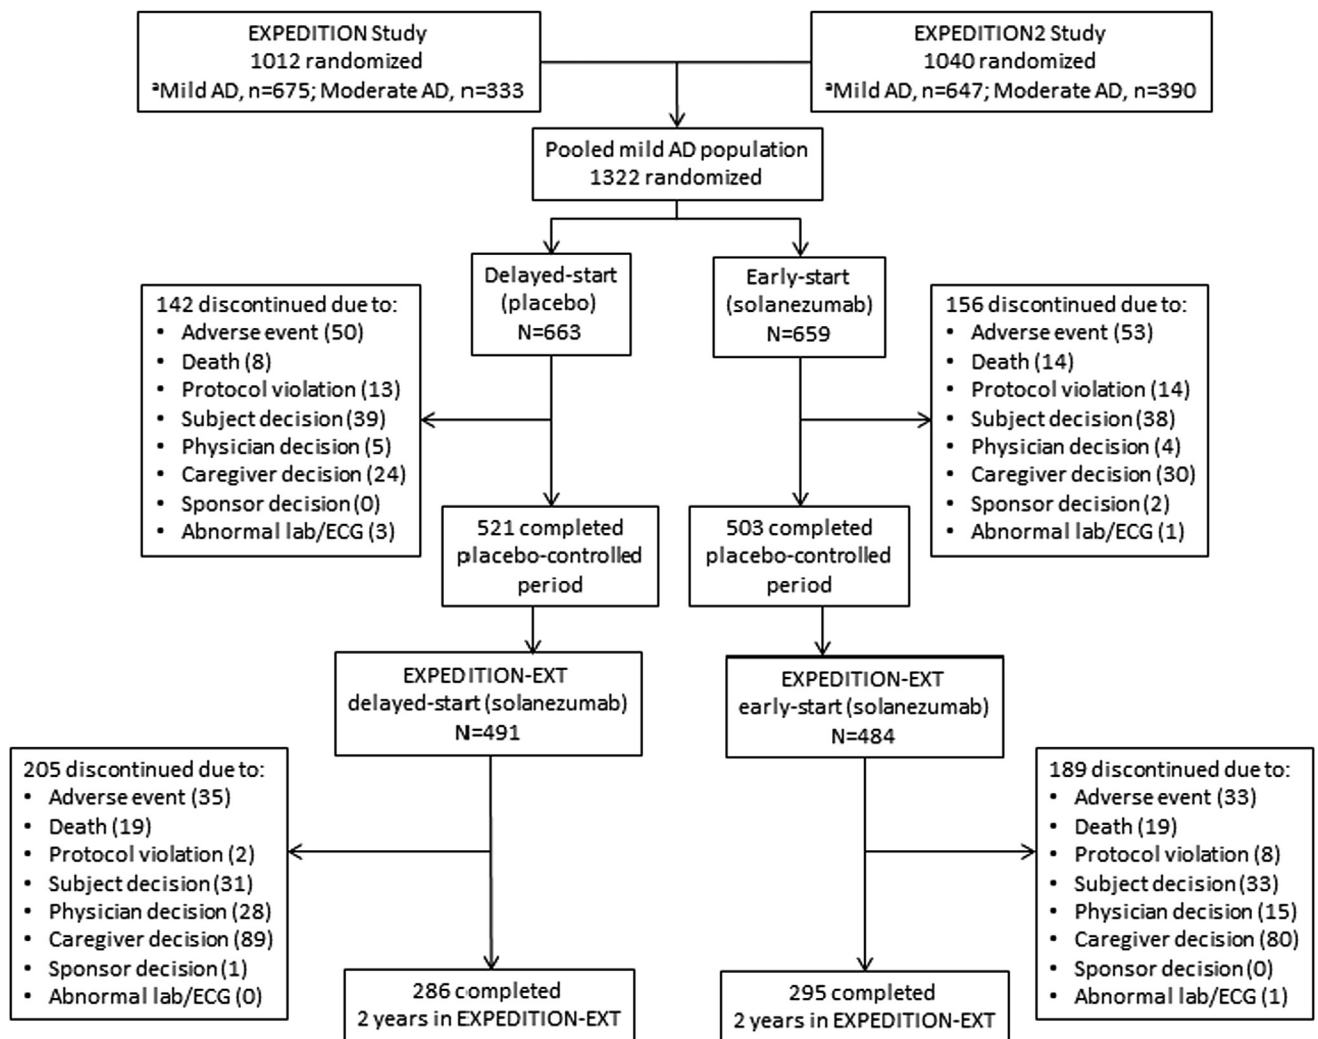 EXPEDITION Study
1012 randomized
ᵃMild AD, n=675; Moderate AD, n=333
EXPEDITION2 Study
1040 randomized
ᵃMild AD, n=647; Moderate AD, n=390
Pooled mild AD population
1322 randomized
Delayed-start
(placebo)
N=663
Early-start
(solanezumab)
N=659
142 discontinued due to:
• Adverse event (50)
• Death (8)
• Protocol violation (13)
• Subject decision (39)
• Physician decision (5)
• Caregiver decision (24)
• Sponsor decision (0)
• Abnormal lab/ECG (3)
156 discontinued due to:
• Adverse event (53)
• Death (14)
• Protocol violation (14)
• Subject decision (38)
• Physician decision (4)
• Caregiver decision (30)
• Sponsor decision (2)
• Abnormal lab/ECG (1)
521 completed
placebo-controlled
period
503 completed
placebo-controlled
period
EXPEDITION-EXT
delayed-start (solanezumab)
N=491
EXPEDITION-EXT
early-start (solanezumab)
N=484
205 discontinued due to:
• Adverse event (35)
• Death (19)
• Protocol violation (2)
• Subject decision (31)
• Physician decision (28)
• Caregiver decision (89)
• Sponsor decision (1)
• Abnormal lab/ECG (0)
189 discontinued due to:
• Adverse event (33)
• Death (19)
• Protocol violation (8)
• Subject decision (33)
• Physician decision (15)
• Caregiver decision (80)
• Sponsor decision (0)
• Abnormal lab/ECG (1)
286 completed
2 years in EXPEDITION-EXT
295 completed
2 years in EXPEDITION-EXT